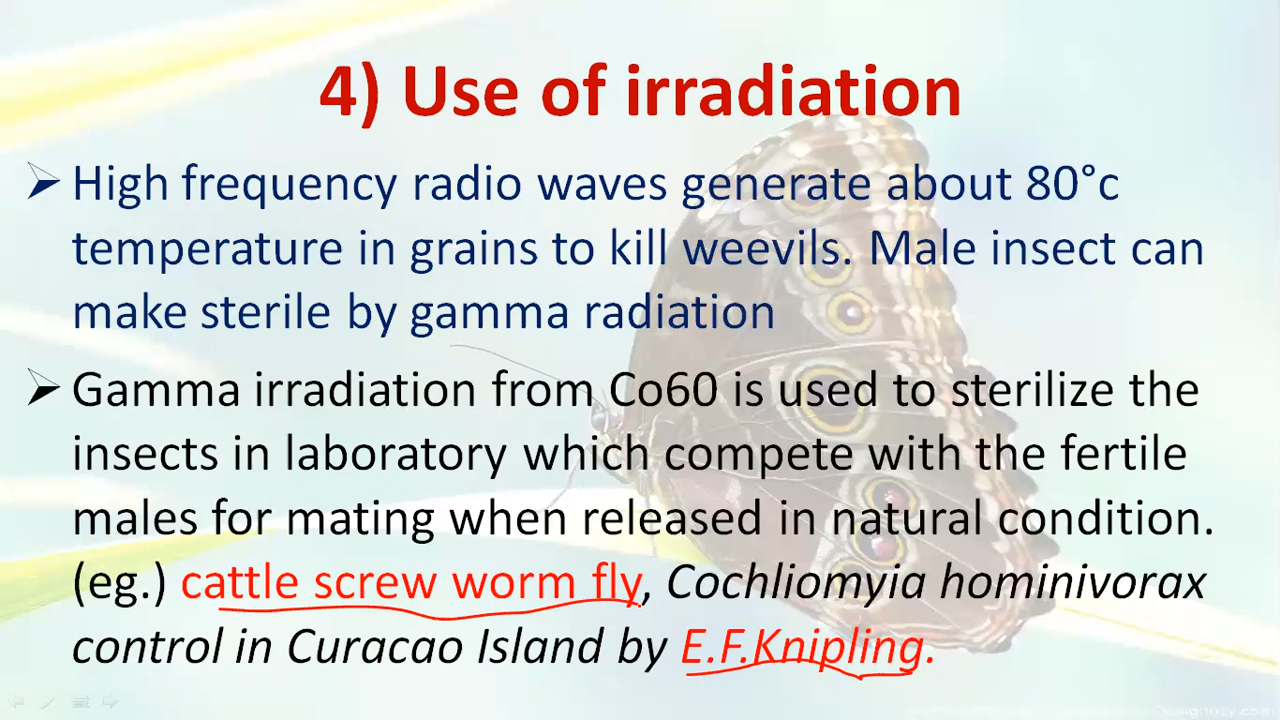 4) Use of irradiation
➢ High frequency radio waves generate about 80°c
temperature in grains to kill weevils. Male insect can
make sterile by gamma radiation
➢ Gamma irradiation from Co60 is used to sterilize the
insects in laboratory which compete with the fertile
males for mating when released in natural condition.
(eg.) cattle screw worm fly, Cochliomyia hominivorax
control in Curacao Island by E.F.Knipling.